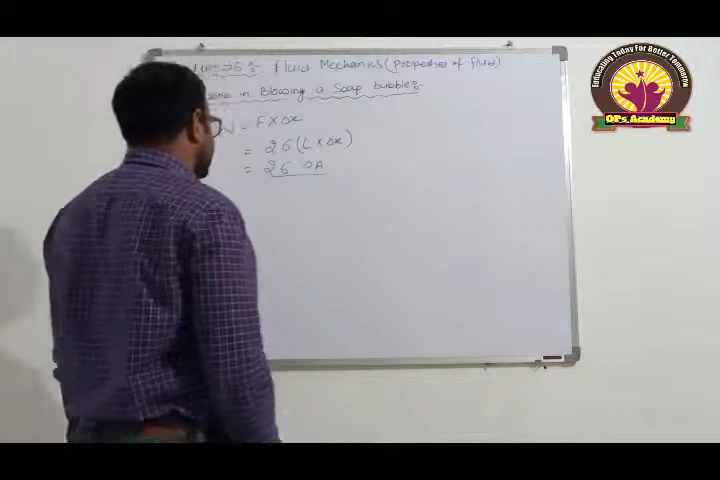 Fluid Mechanics (properties of fluid)
in Blowing a Soap bubble:-
W = F×Δx
= 2σ(L×Δx)
= 2σ ΔA
Educating Today For Better Tomorrow
OPs Academy